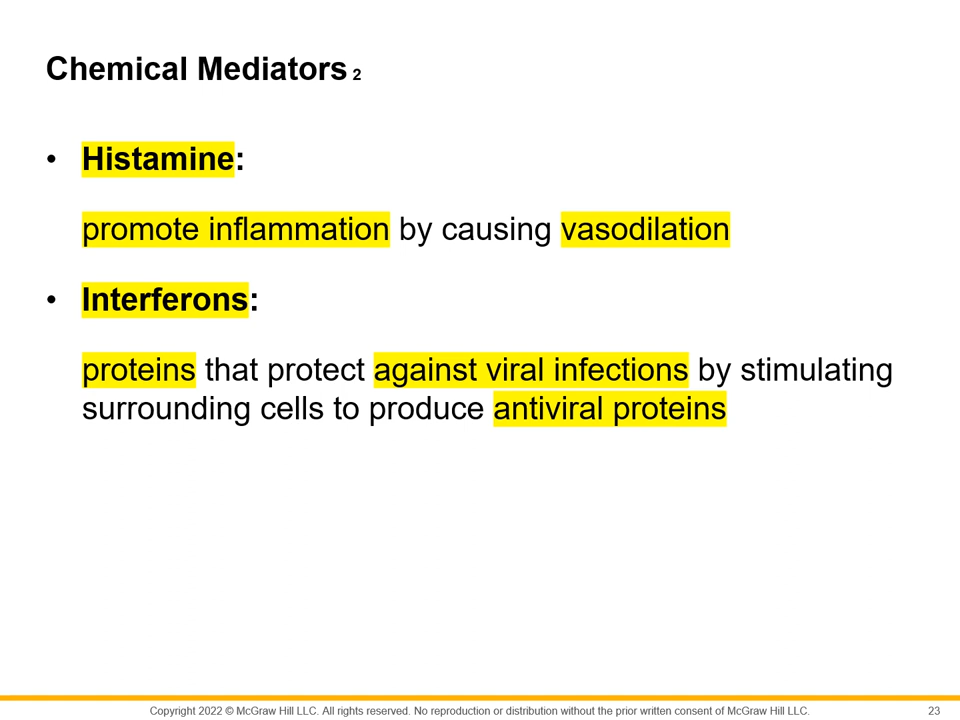 Chemical Mediators 2
• Histamine:
promote inflammation by causing vasodilation
• Interferons:
proteins that protect against viral infections by stimulating
surrounding cells to produce antiviral proteins
Copyright 2022 © McGraw Hill LLC. All rights reserved. No reproduction or distribution without the prior written consent of McGraw Hill LLC. 23